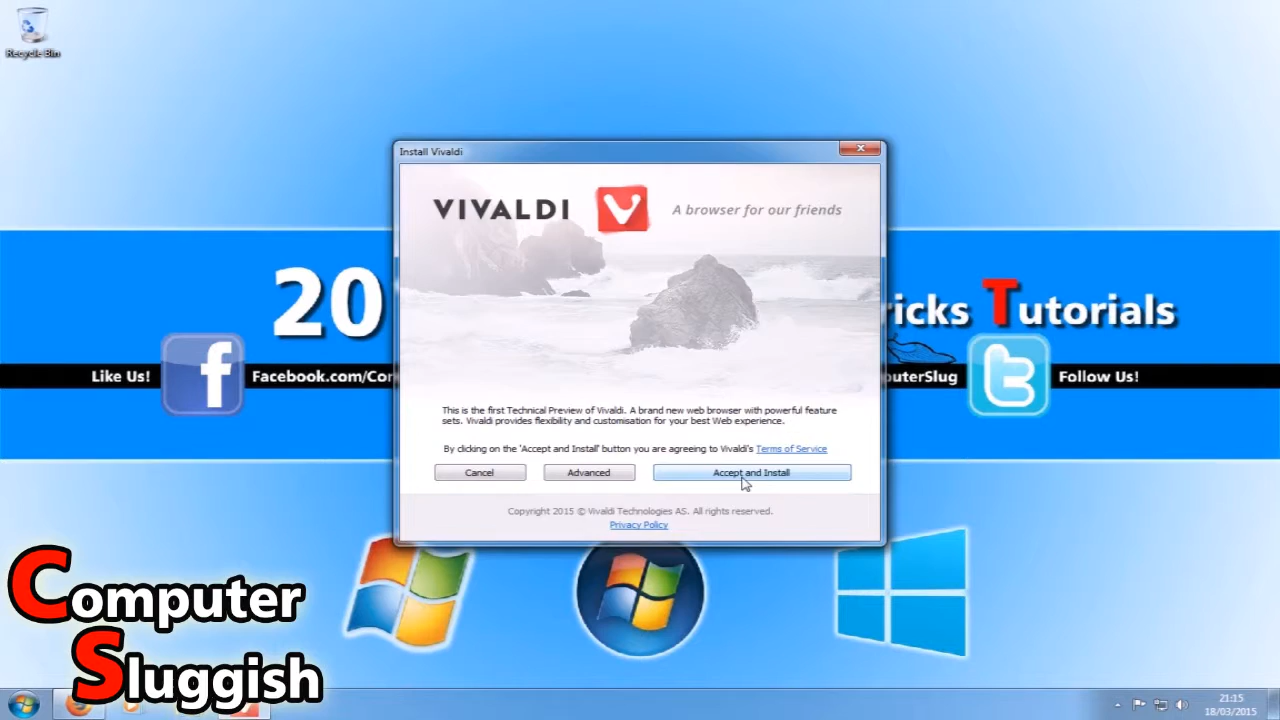 Recycle Bin
Install Vivaldi
VIVALDI
A browser for our friends
20
ricks Tutorials
Like Us!
Facebook.com/Co
uterSlug
Follow Us!
This is the first Technical Preview of Vivaldi. A brand new web browser with powerful feature
sets. Vivaldi provides flexibility and customisation for your best Web experience.
By clicking on the 'Accept and Install' button you are agreeing to Vivaldi's Terms of Service
Cancel
Advanced
Accept and Install
Copyright 2015 © Vivaldi Technologies AS. All rights reserved.
Privacy Policy
Computer
Sluggish
21:15
18/03/2015